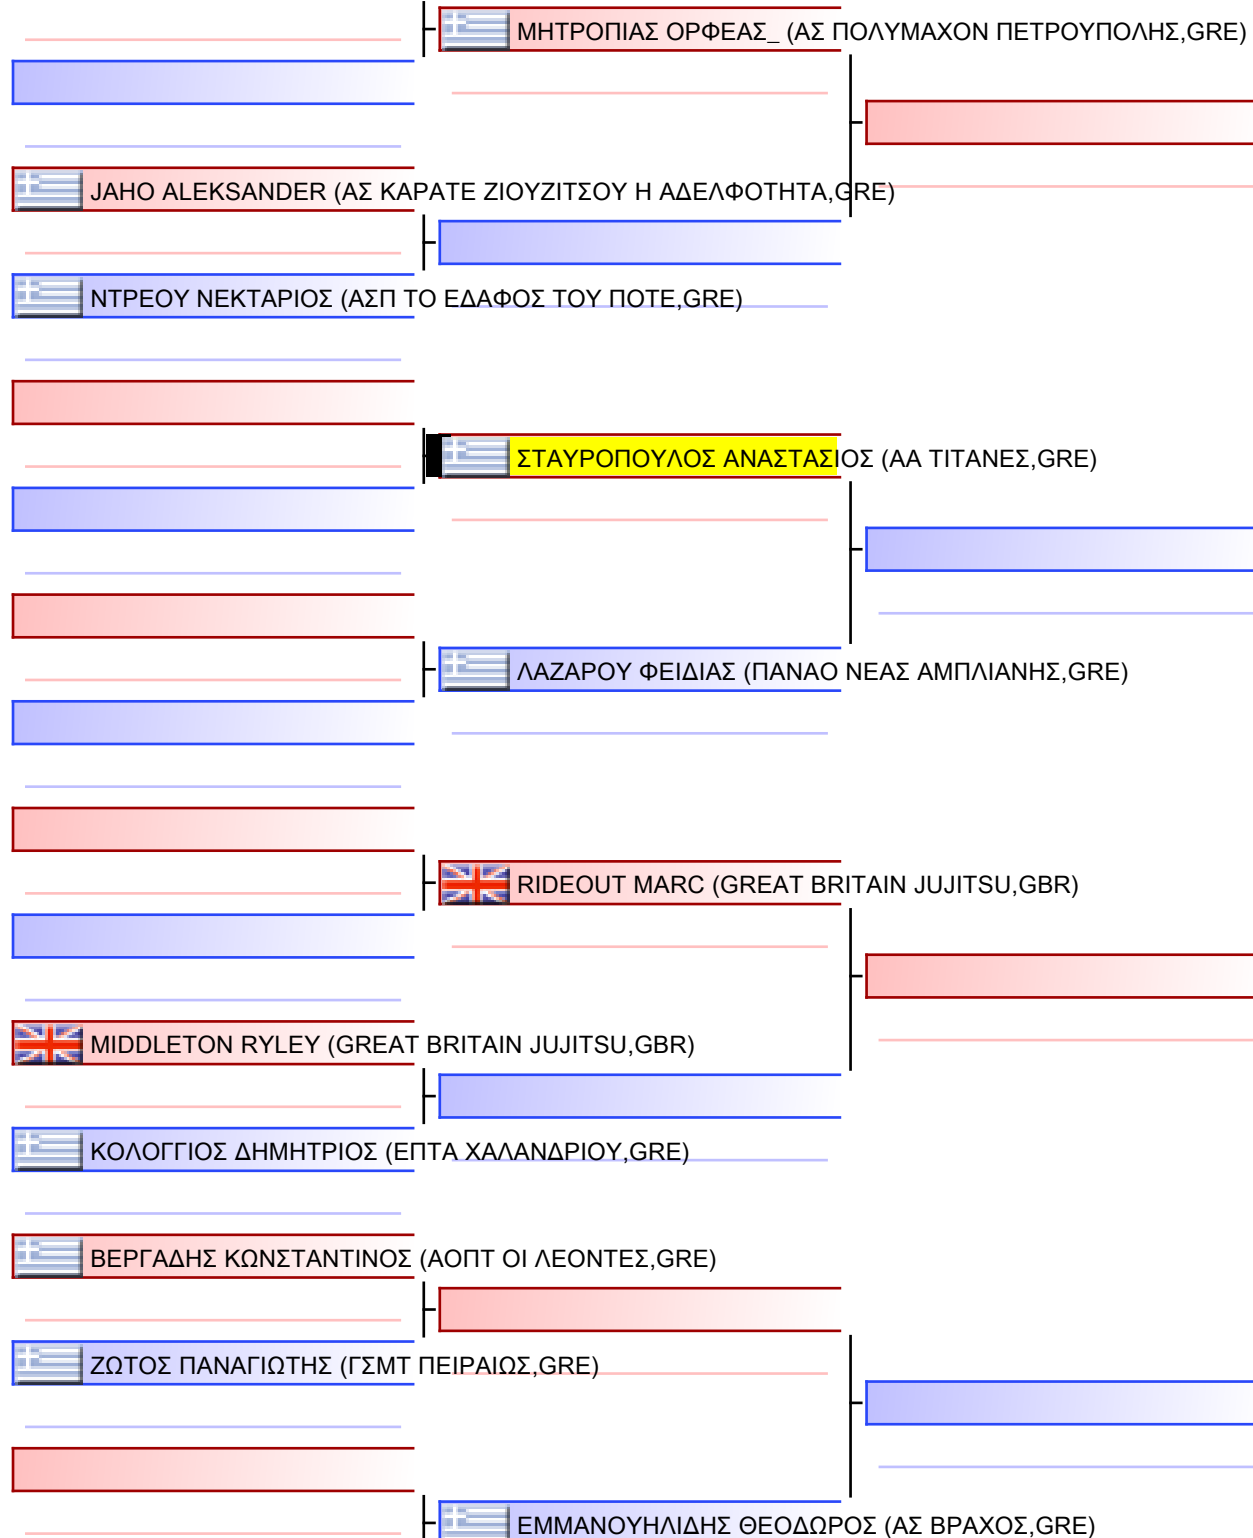 ΜΗΤΡΟΠΙΑΣ ΟΡΦΕΑΣ_ (ΑΣ ΠΟΛΥΜΑΧΟΝ ΠΕΤΡΟΥΠΟΛΗΣ,GRE)
JAHO ALEKSANDER (ΑΣ ΚΑΡΑΤΕ ΖΙΟΥΖΙΤΣΟΥ Η ΑΔΕΛΦΟΤΗΤΑ,GRE)
ΝΤΡΕΟΥ ΝΕΚΤΑΡΙΟΣ (ΑΣΠ ΤΟ ΕΔΑΦΟΣ ΤΟΥ ΠΟΤΕ,GRE)
ΣΤΑΥΡΟΠΟΥΛΟΣ ΑΝΑΣΤΑΣΙΟΣ (ΑΑ ΤΙΤΑΝΕΣ,GRE)
ΛΑΖΑΡΟΥ ΦΕΙΔΙΑΣ (ΠΑΝΑΟ ΝΕΑΣ ΑΜΠΛΙΑΝΗΣ,GRE)
RIDEOUT MARC (GREAT BRITAIN JUJITSU,GBR)
MIDDLETON RYLEY (GREAT BRITAIN JUJITSU,GBR)
ΚΟΛΟΓΓΙΟΣ ΔΗΜΗΤΡΙΟΣ (ΕΠΤΑ ΧΑΛΑΝΔΡΙΟΥ,GRE)
ΒΕΡΓΑΔΗΣ ΚΩΝΣΤΑΝΤΙΝΟΣ (ΑΟΠΤ ΟΙ ΛΕΟΝΤΕΣ,GRE)
ΖΩΤΟΣ ΠΑΝΑΓΙΩΤΗΣ (ΓΣΜΤ ΠΕΙΡΑΙΩΣ,GRE)
ΕΜΜΑΝΟΥΗΛΙΔΗΣ ΘΕΟΔΩΡΟΣ (ΑΣ ΒΡΑΧΟΣ,GRE)